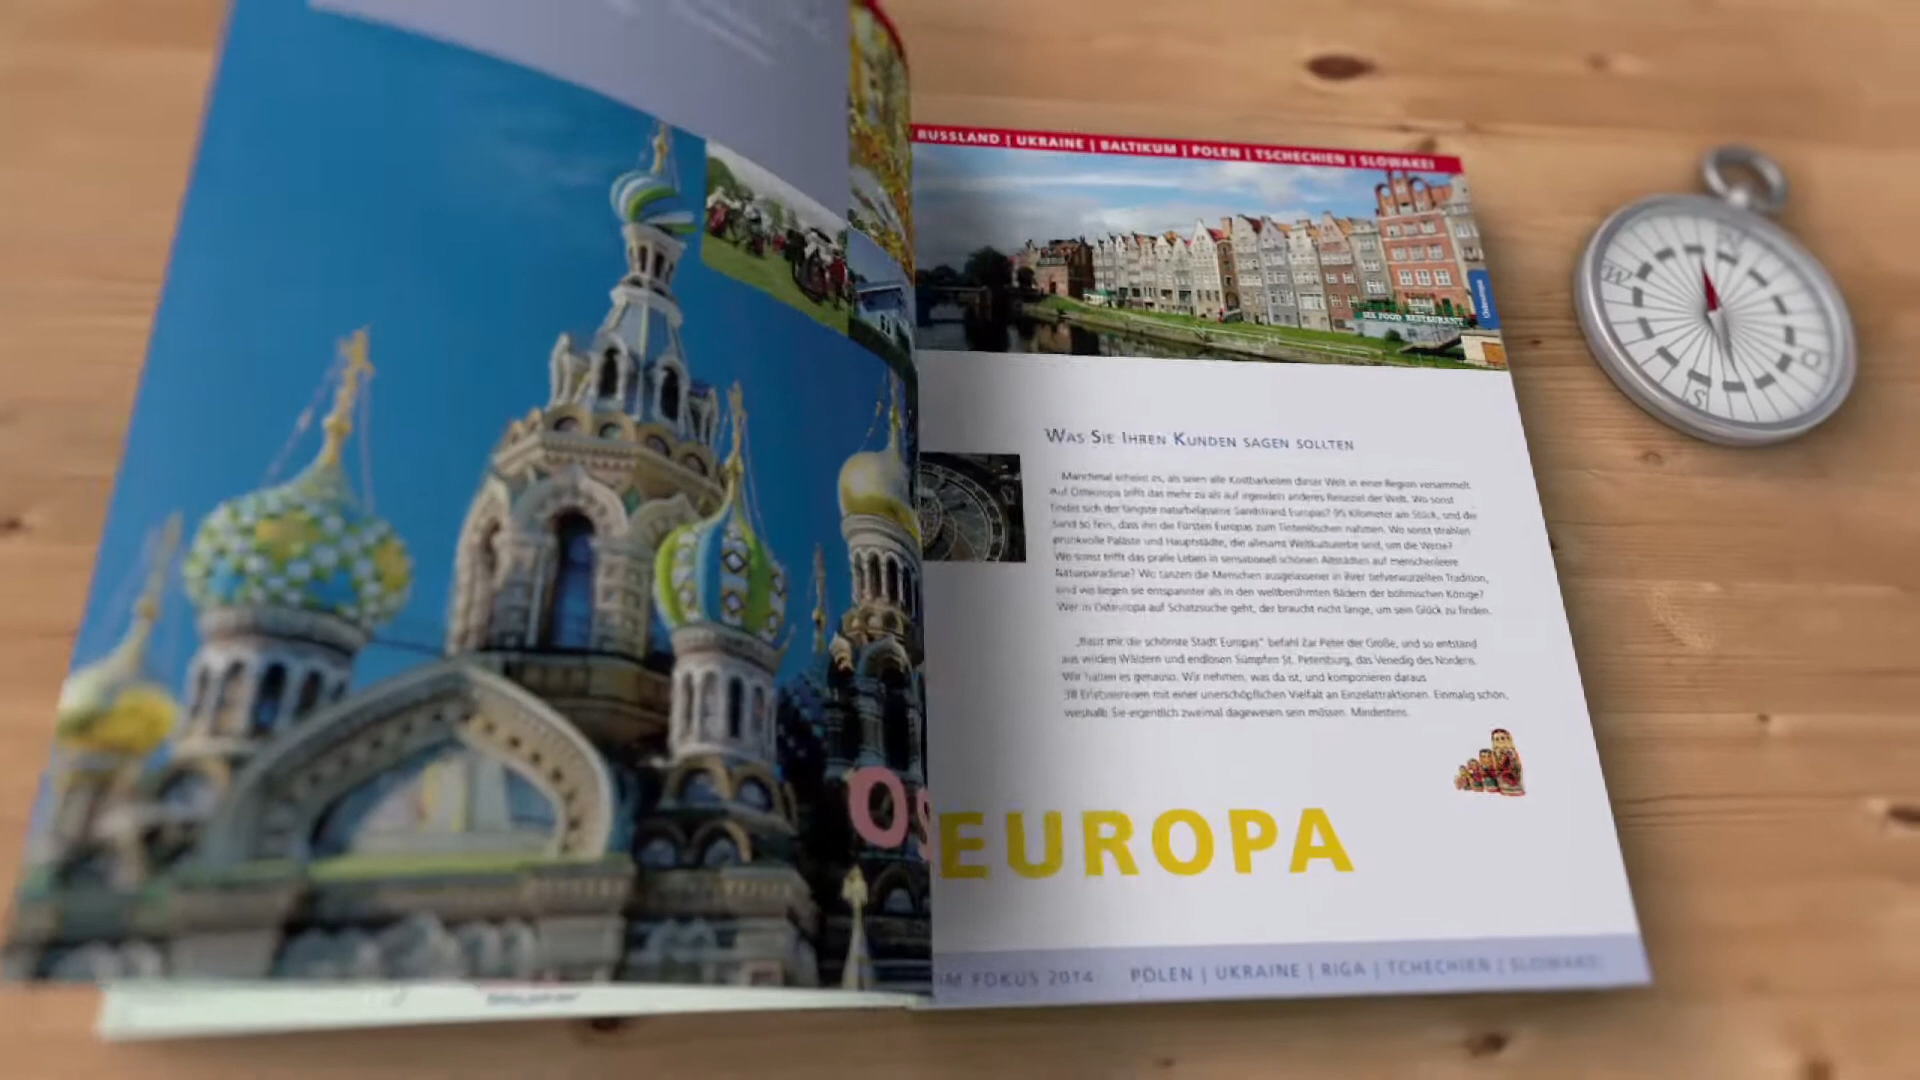 RUSSLAND | UKRAINE | BALTIKUM | POLEN | TSCHECHIEN | SLOWAKEI
SEA FOOD RESTAURANT
Osteuropa
N
W
O
S
WAS SIE IHREN KUNDEN SAGEN SOLLTEN
Manchmal scheint es, als seien alle Kostbarkeiten dieser Welt in einer Region versammelt.
Auf Osteuropa trifft das mehr zu als auf irgendein anderes Reiseziel der Welt. Wo sonst
findet sich der längste naturbelassene Sandstrand Europas? 95 Kilometer am Stück, und der
Sand so fein, dass ihn die Fürsten Europas zum Tintenlöschen nahmen. Wo sonst strahlen
prunkvolle Paläste und Hauptstädte, die allesamt Weltkulturerbe sind, um die Wette?
Wo sonst trifft das pralle Leben in sensationell schönen Altstädten auf menschenleere
Naturparadiese? Wo tanzen die Menschen ausgelassener in ihrer tiefverwurzelten Tradition,
und wo liegen sie entspannter als in den weltberühmten Bädern der böhmischen Könige?
Wer in Osteuropa auf Schatzsuche geht, der braucht nicht lange, um sein Glück zu finden.
„Baut mir die schönste Stadt Europas" befahl Zar Peter der Große, und so entstand
aus wilden Wäldern und endlosen Sümpfen St. Petersburg, das Venedig des Nordens.
Wir halten es genauso. Wir nehmen, was da ist, und komponieren daraus
38 Erlebnisreisen mit einer unerschöpflichen Vielfalt an Einzelattraktionen. Einmalig schön,
weshalb Sie eigentlich zweimal dagewesen sein müssen. Mindestens.
OS EUROPA
IM FOKUS 2014 POLEN | UKRAINE | RIGA | TCHECHIEN | SLOWAKEI